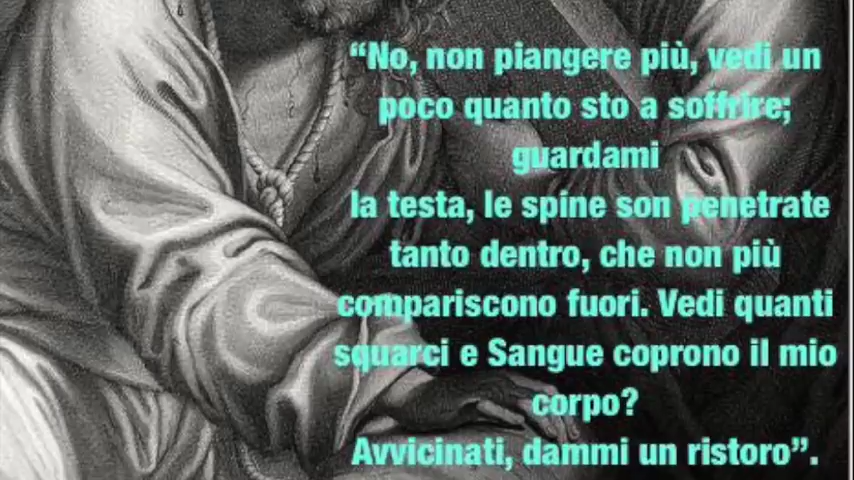 “No, non piangere più, vedi un
poco quanto sto a soffrire;
guardami
la testa, le spine son penetrate
tanto dentro, che non più
compariscono fuori. Vedi quanti
squarci e Sangue coprono il mio
corpo?
Avvicinati, dammi un ristoro”.